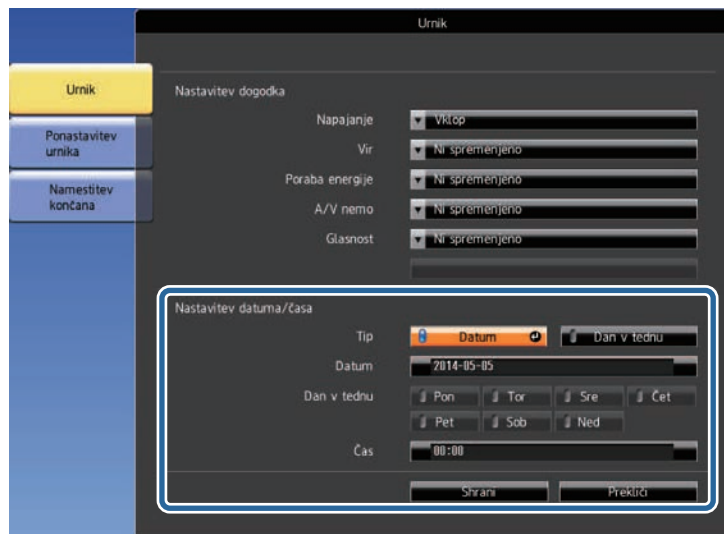 Urnik
Urnik
Ponastavitev
urnika
Namestitev
končana
Nastavitev dogodka
Napajanje Vklop
Vir Ni spremenjeno
Poraba energije Ni spremenjeno
A/V nemo Ni spremenjeno
Glasnost Ni spremenjeno
Nastavitev datuma/časa
Tip Datum Dan v tednu
Datum 2014-05-05
Dan v tednu Pon Tor Sre Čet
Pet Sob Ned
Čas 00:00
Shrani Prekliči